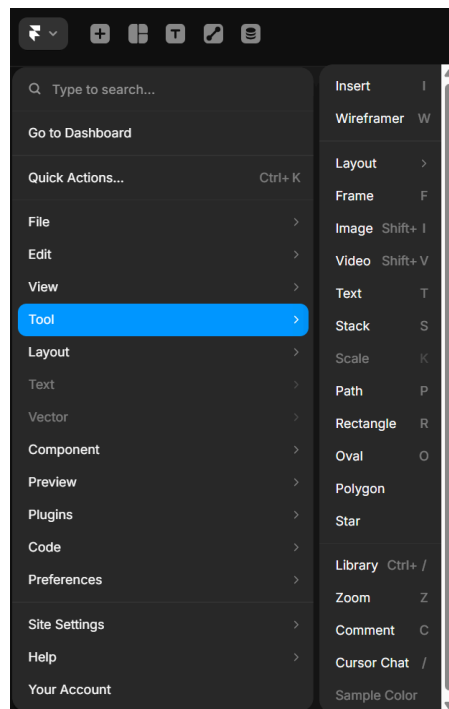 T
Type to search...
Go to Dashboard
Quick Actions... Ctrl+ K
File
Edit
View
Tool
Layout
Text
Vector
Component
Preview
Plugins
Code
Preferences
Site Settings
Help
Your Account
Insert I
Wireframer W
Layout
Frame F
Image Shift+ I
Video Shift+ V
Text T
Stack S
Scale K
Path P
Rectangle R
Oval O
Polygon
Star
Library Ctrl+ /
Zoom Z
Comment C
Cursor Chat /
Sample Color